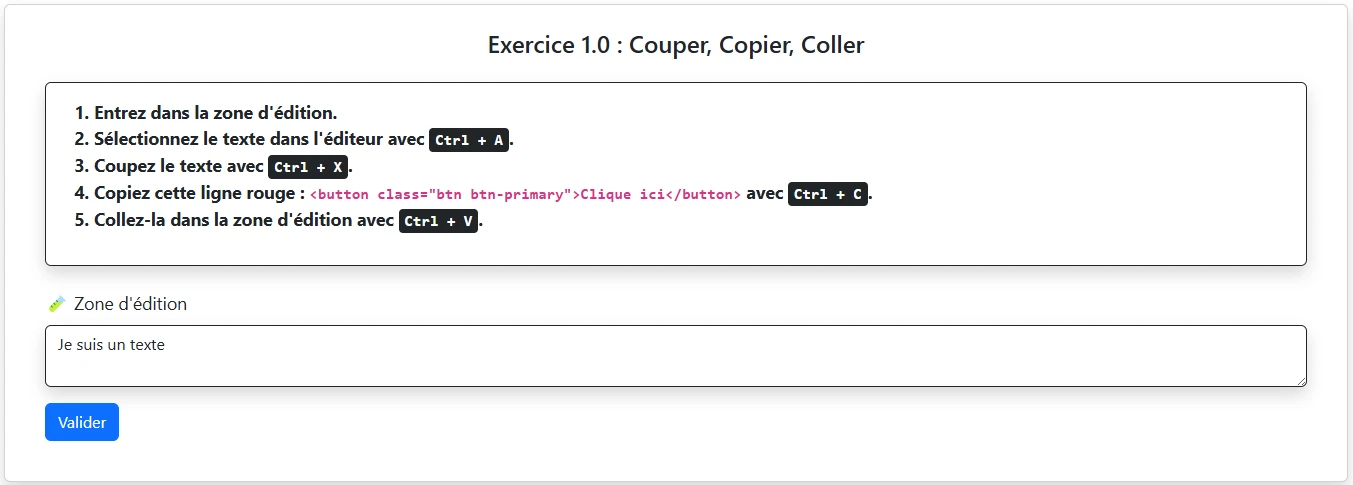 Exercice 1.0 : Couper, Copier, Coller
1. Entrez dans la zone d'édition.
2. Sélectionnez le texte dans l'éditeur avec Ctrl + A.
3. Coupez le texte avec Ctrl + X.
4. Copiez cette ligne rouge : <button class="btn btn-primary">Clique ici</button> avec Ctrl + C.
5. Collez-la dans la zone d'édition avec Ctrl + V.
Zone d'édition
Je suis un texte
Valider